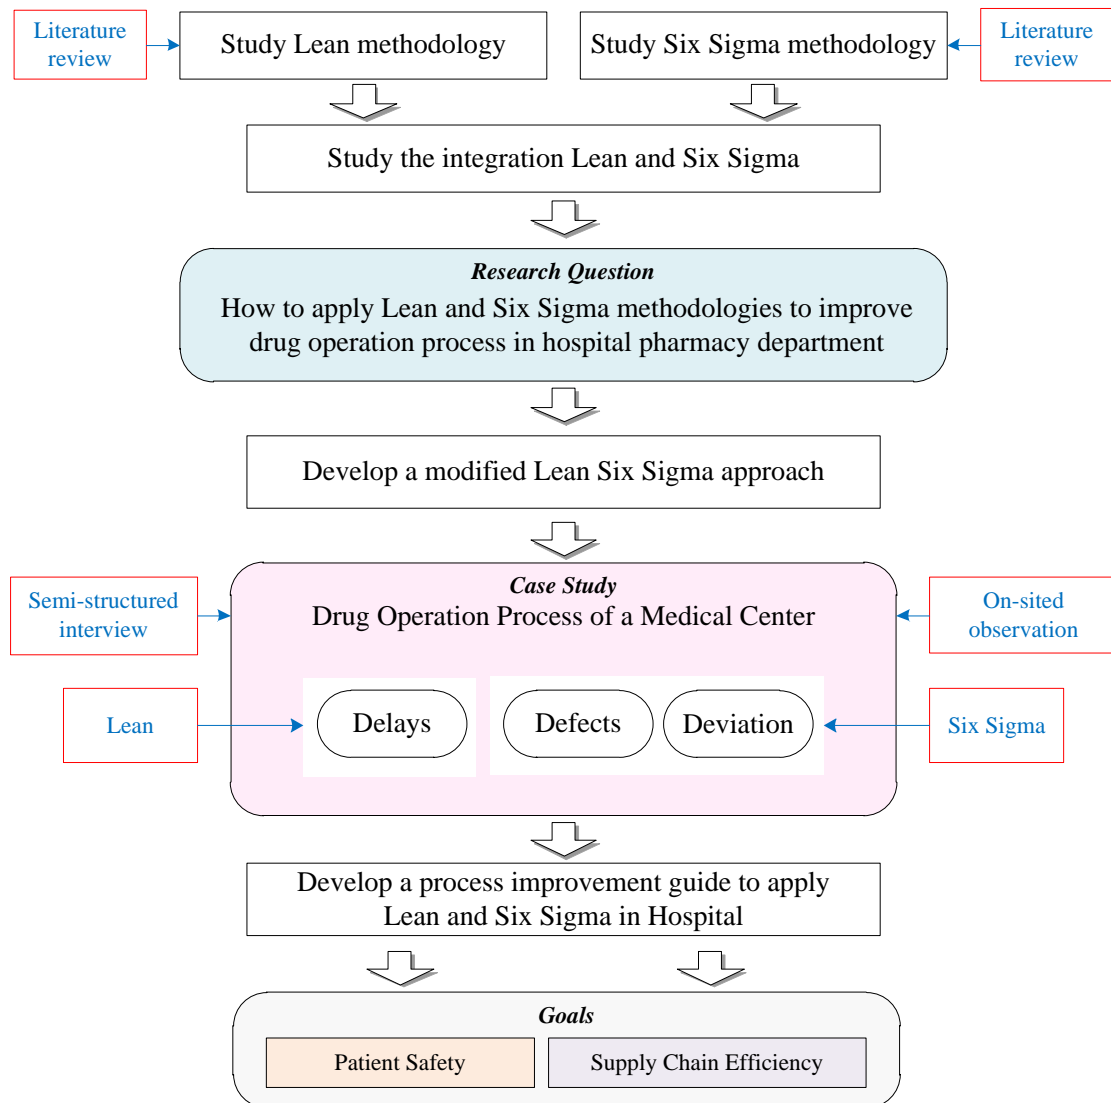 Literature
review
Study Lean methodology
Study Six Sigma methodology
Literature
review
Study the integration Lean and Six Sigma
Research Question
How to apply Lean and Six Sigma methodologies to improve
drug operation process in hospital pharmacy department
Develop a modified Lean Six Sigma approach
Semi-structured
interview
Case Study
Drug Operation Process of a Medical Center
On-sited
observation
Lean
Delays
Defects
Deviation
Six Sigma
Develop a process improvement guide to apply
Lean and Six Sigma in Hospital
Goals
Patient Safety
Supply Chain Efficiency